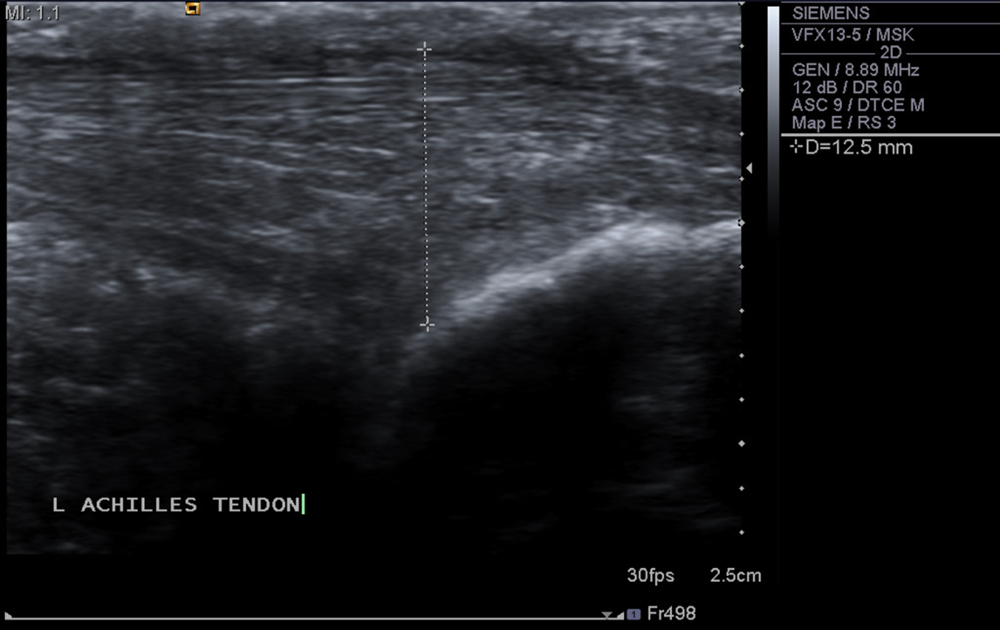 MI: 1.1
SIEMENS
VFX13-5 / MSK
2D
GEN / 8.89 MHz
12 dB / DR 60
ASC 9 / DTCE M
Map E / RS 3
D=12.5 mm
L ACHILLES TENDON
30fps 2.5cm
1 Fr498